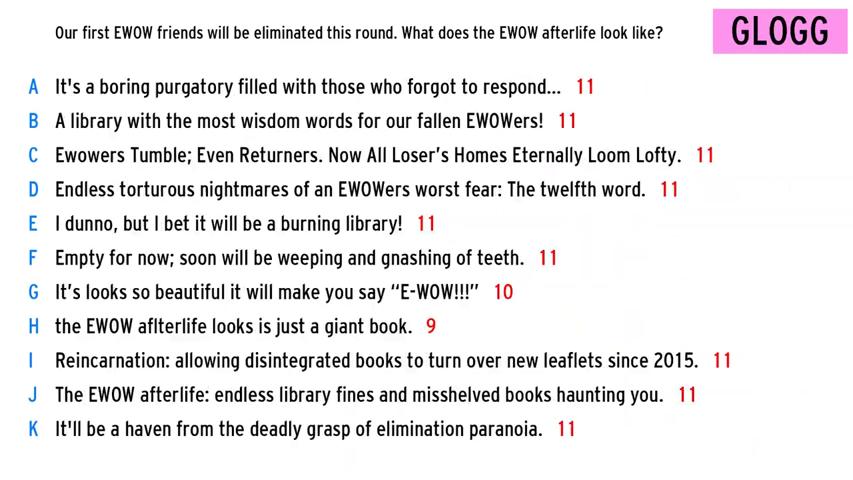 Our first EWOW friends will be eliminated this round. What does the EWOW afterlife look like?
GLOGG
A It's a boring purgatory filled with those who forgot to respond... 11
B A library with the most wisdom words for our fallen EWOWers! 11
C Ewowers Tumble; Even Returners. Now All Loser's Homes Eternally Loom Lofty. 11
D Endless torturous nightmares of an EWOWers worst fear: The twelfth word. 11
E I dunno, but I bet it will be a burning library! 11
F Empty for now; soon will be weeping and gnashing of teeth. 11
G It's looks so beautiful it will make you say “E-WOW!!!” 10
H the EWOW aflterlife looks is just a giant book. 9
I Reincarnation: allowing disintegrated books to turn over new leaflets since 2015. 11
J The EWOW afterlife: endless library fines and misshelved books haunting you. 11
K It'll be a haven from the deadly grasp of elimination paranoia. 11